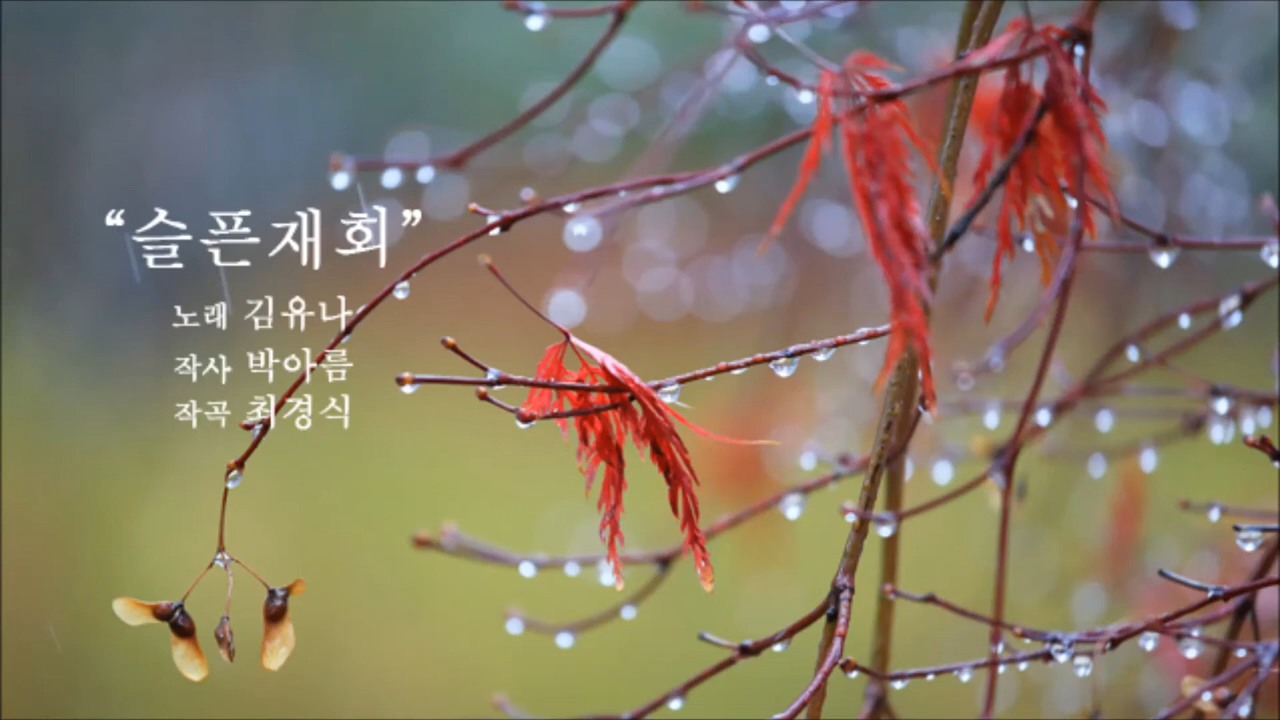 “슬픈재회”
노래 김유나
작사 박아름
작곡 최경식